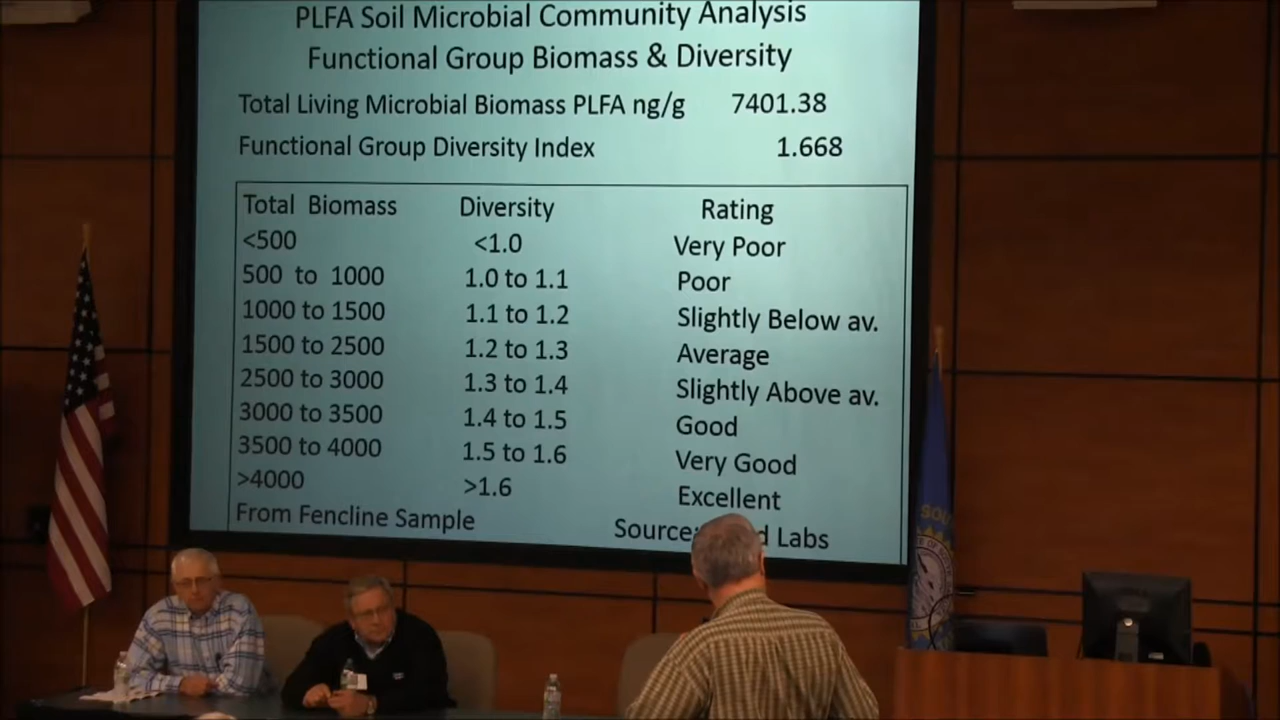 PLFA Soil Microbial Community Analysis
Functional Group Biomass & Diversity
Total Living Microbial Biomass PLFA ng/g 7401.38
Functional Group Diversity Index 1.668
Total Biomass Diversity Rating
<500 <1.0 Very Poor
500 to 1000 1.0 to 1.1 Poor
1000 to 1500 1.1 to 1.2 Slightly Below av.
1500 to 2500 1.2 to 1.3 Average
2500 to 3000 1.3 to 1.4 Slightly Above av.
3000 to 3500 1.4 to 1.5 Good
3500 to 4000 1.5 to 1.6 Very Good
>4000 >1.6 Excellent
From Fencline Sample Source: Labs